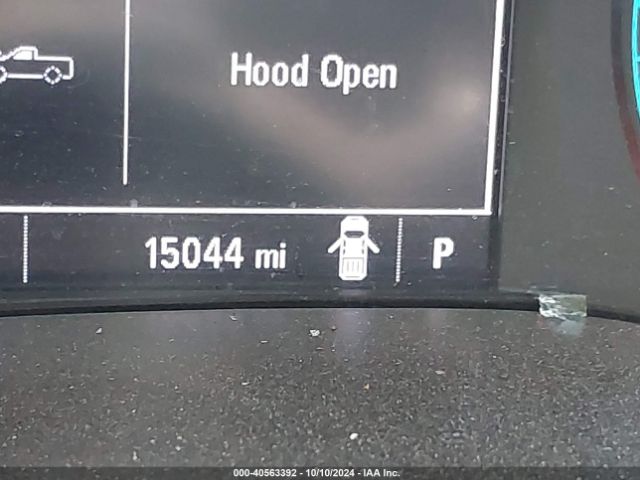 Hood Open
15044 mi P
000-40563392 - 10/10/2024 - IAA Inc.